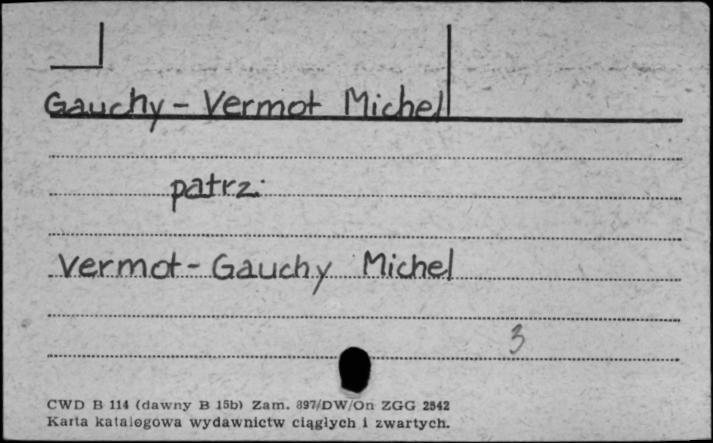 Gauchy - Vermot Michel
patrz:
Vermot - Gauchy Michel
3
CWD B 114 (dawny B 15b) Zam. 897/DW/On ZGG 2542
Karta katalogowa wydawnictw ciągłych i zwartych.